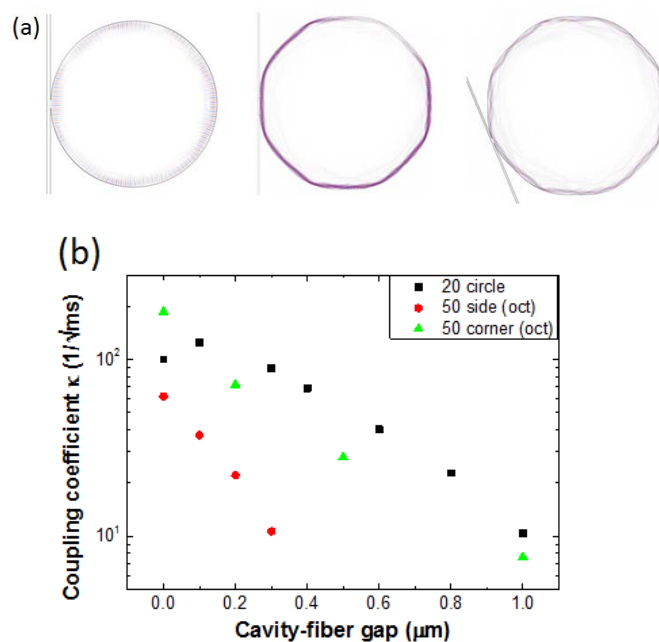 (a)
(b)
20 circle
50 side (oct)
50 corner (oct)
Coupling coefficient κ (1/√ms)
10²
10¹
0.0 0.2 0.4 0.6 0.8 1.0
Cavity-fiber gap (μm)